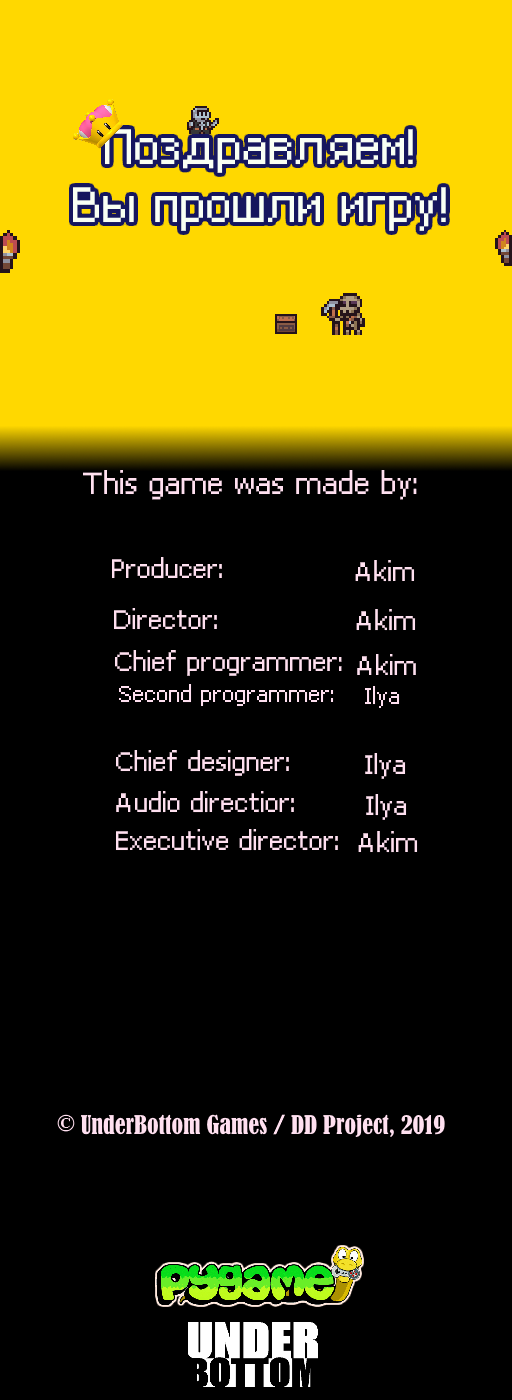 Поздравляем!
Вы прошли игру!
This game was made by:
Producer: Akim
Director: Akim
Chief programmer: Akim
Second programmer: Ilya
Chief designer: Ilya
Audio directior: Ilya
Executive director: Akim
© UnderBottom Games / DD Project, 2019
pygame
UNDER
BOTTOM